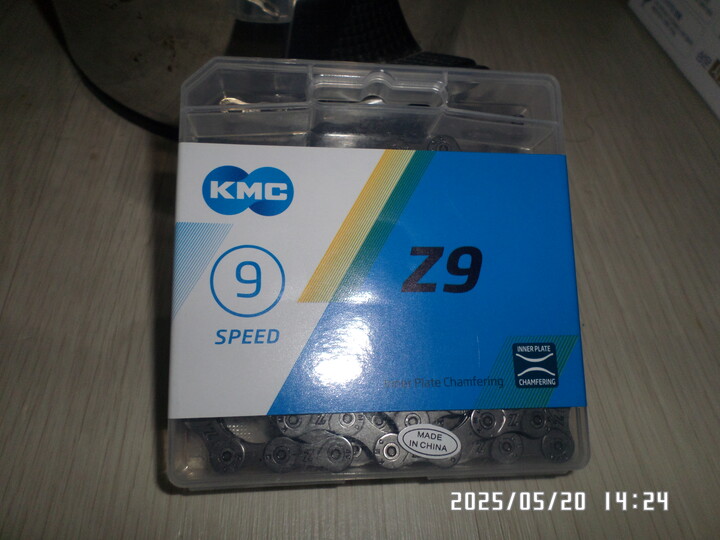 KMC
9
SPEED
Z9
Inner Plate Chamfering
INNER PLATE
CHAMFERING
MADE
IN CHINA
2025/05/20 14:24